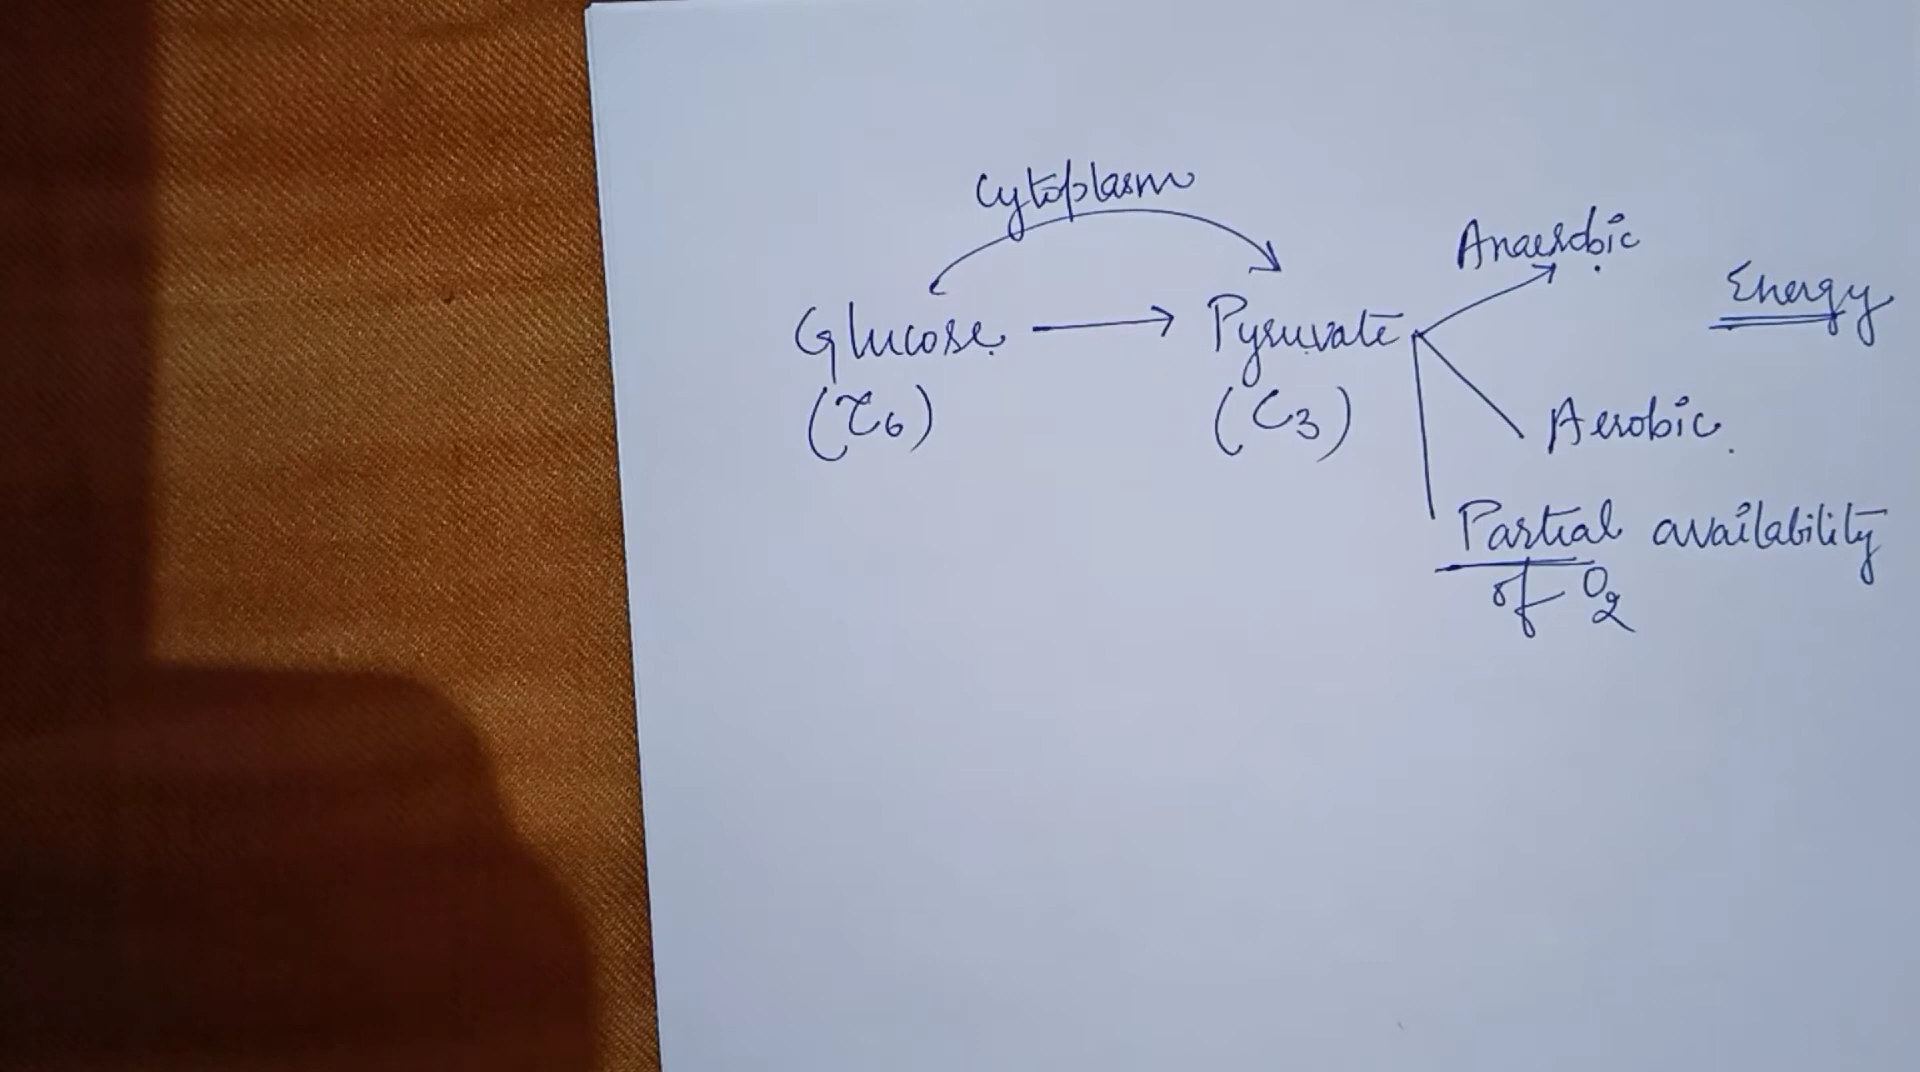 Cytoplasm
Anaerobic
Energy
Glucose → Pyruvate
(C6) (C3)
Aerobic
Partial availability
of O2